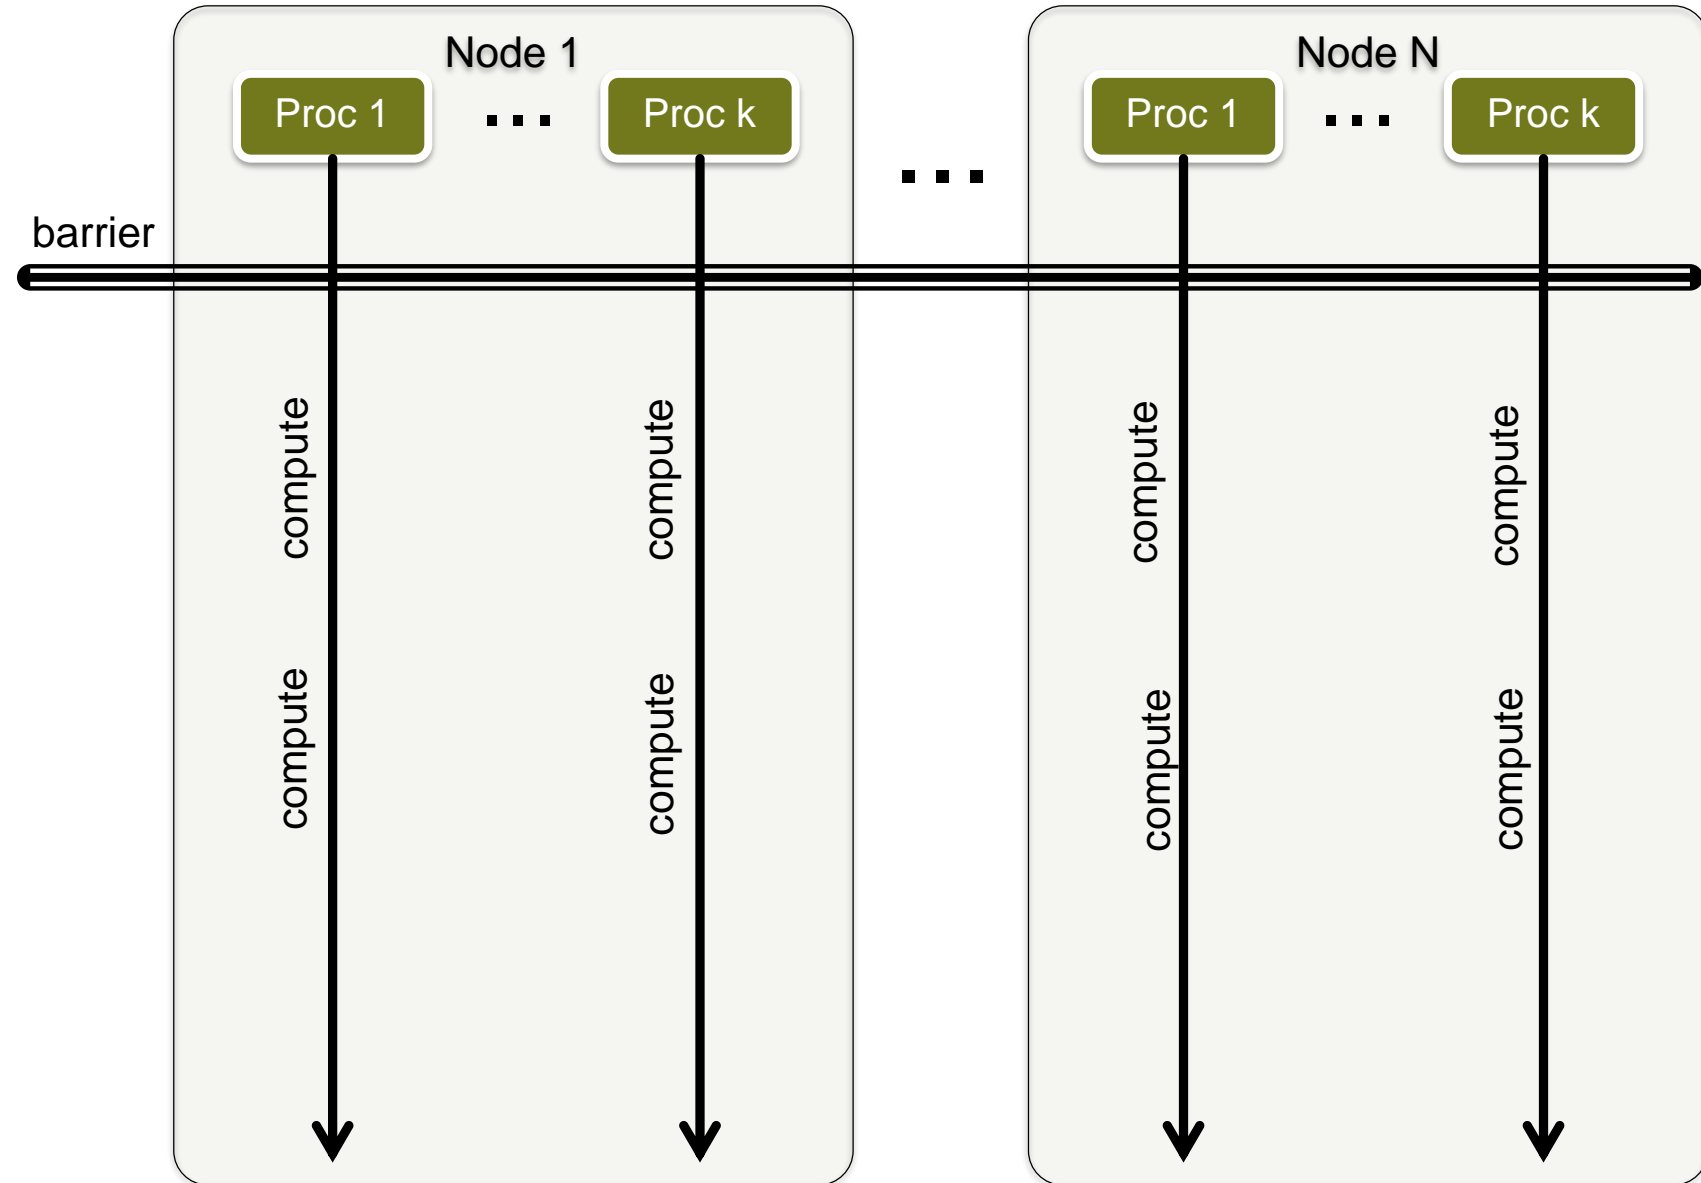 Node 1
Node N
Proc 1
...
Proc k
...
Proc 1
...
Proc k
barrier
compute
compute
compute
compute
compute
compute
compute
compute